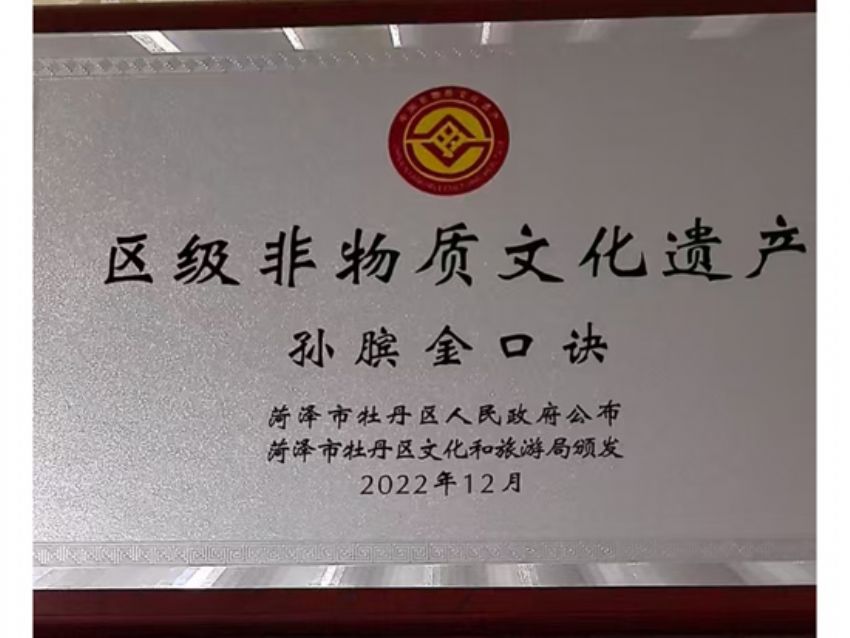 区级非物质文化遗产
孙膑金口诀
菏泽市牡丹区人民政府公布
菏泽市牡丹区文化和旅游局颁发
2022年12月